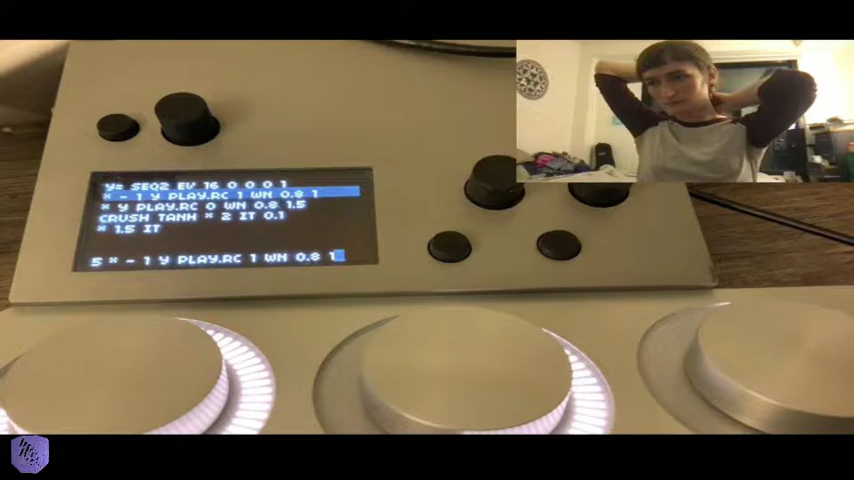 Y= SEQ2 EV 16 0 0 0 1
* - 1 Y PLAY.RC 1 WN 0.8 1
* Y PLAY.RC 0 WN 0.8 1.5
CRUSH TANH * 2 IT 0.1
* 1.5 IT
5 * - 1 Y PLAY.RC 1 WN 0.8 1